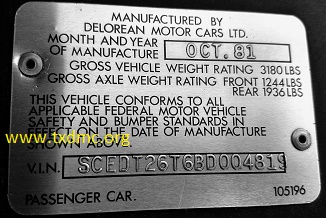 MANUFACTURED BY
DELOREAN MOTOR CARS LTD.
MONTH AND YEAR
OF MANUFACTURE OCT.81
GROSS VEHICLE WEIGHT RATING 3180 LBS
GROSS AXLE WEIGHT RATING FRONT 1244 LBS
REAR 1936 LBS
THIS VEHICLE CONFORMS TO ALL
APPLICABLE FEDERAL MOTOR VEHICLE
SAFETY AND BUMPER STANDARDS IN
EFFECT ON THE DATE OF MANUFACTURE
www.txdmc.org
SHOWN ABOVE.
V.I.N. SCEDT26T6BD004819
PASSENGER CAR. 105196